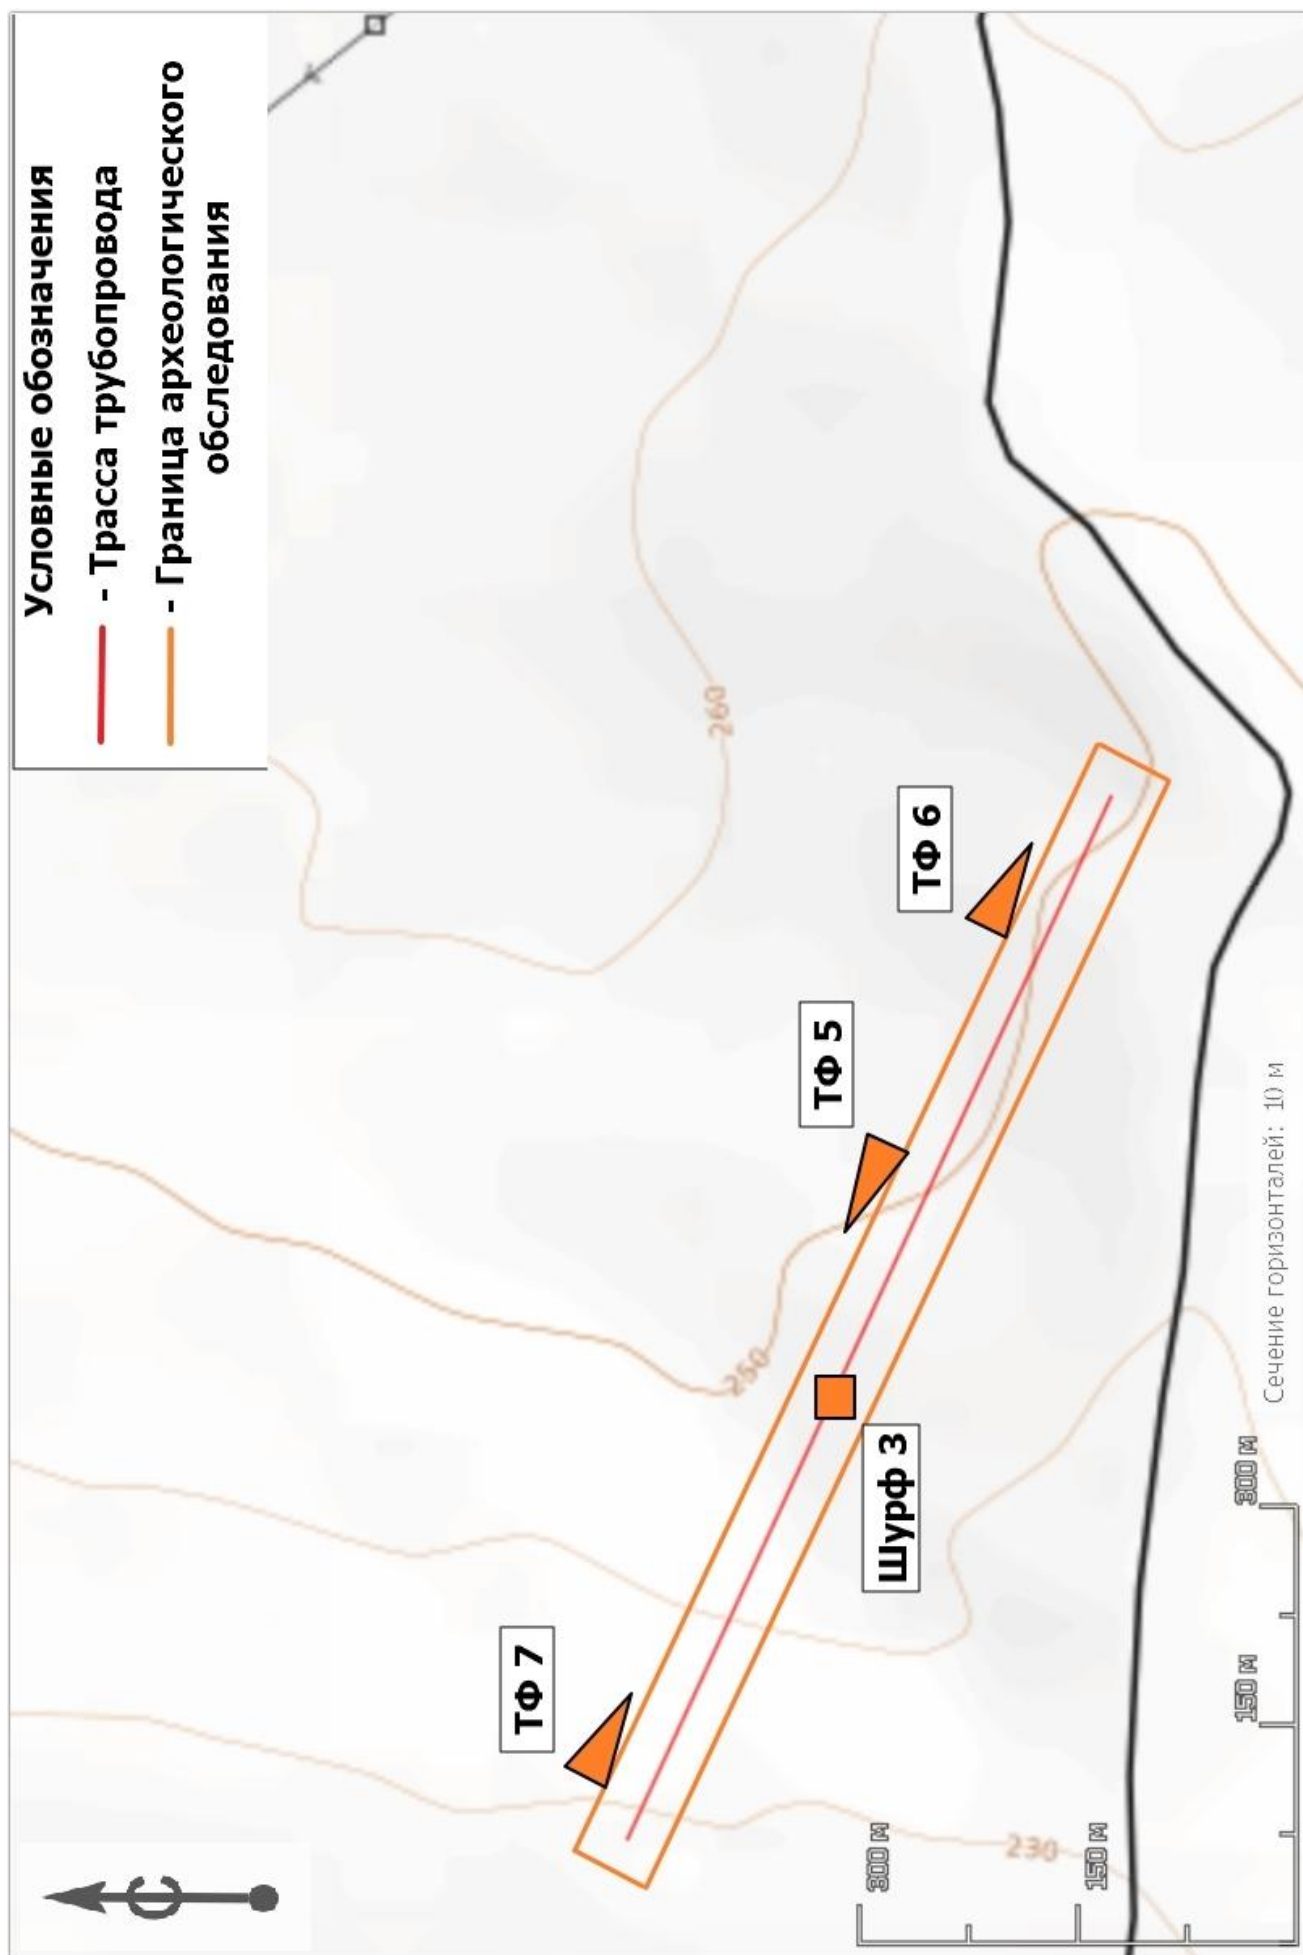 Условные обозначения
- Трасса трубопровода
- Граница археологического
обследования
260
ТФ 6
ТФ 5
250
Шурф 3
ТФ 7
230
С
300 м
150 м
150 м
300 м
Сечение горизонталей: 10 м